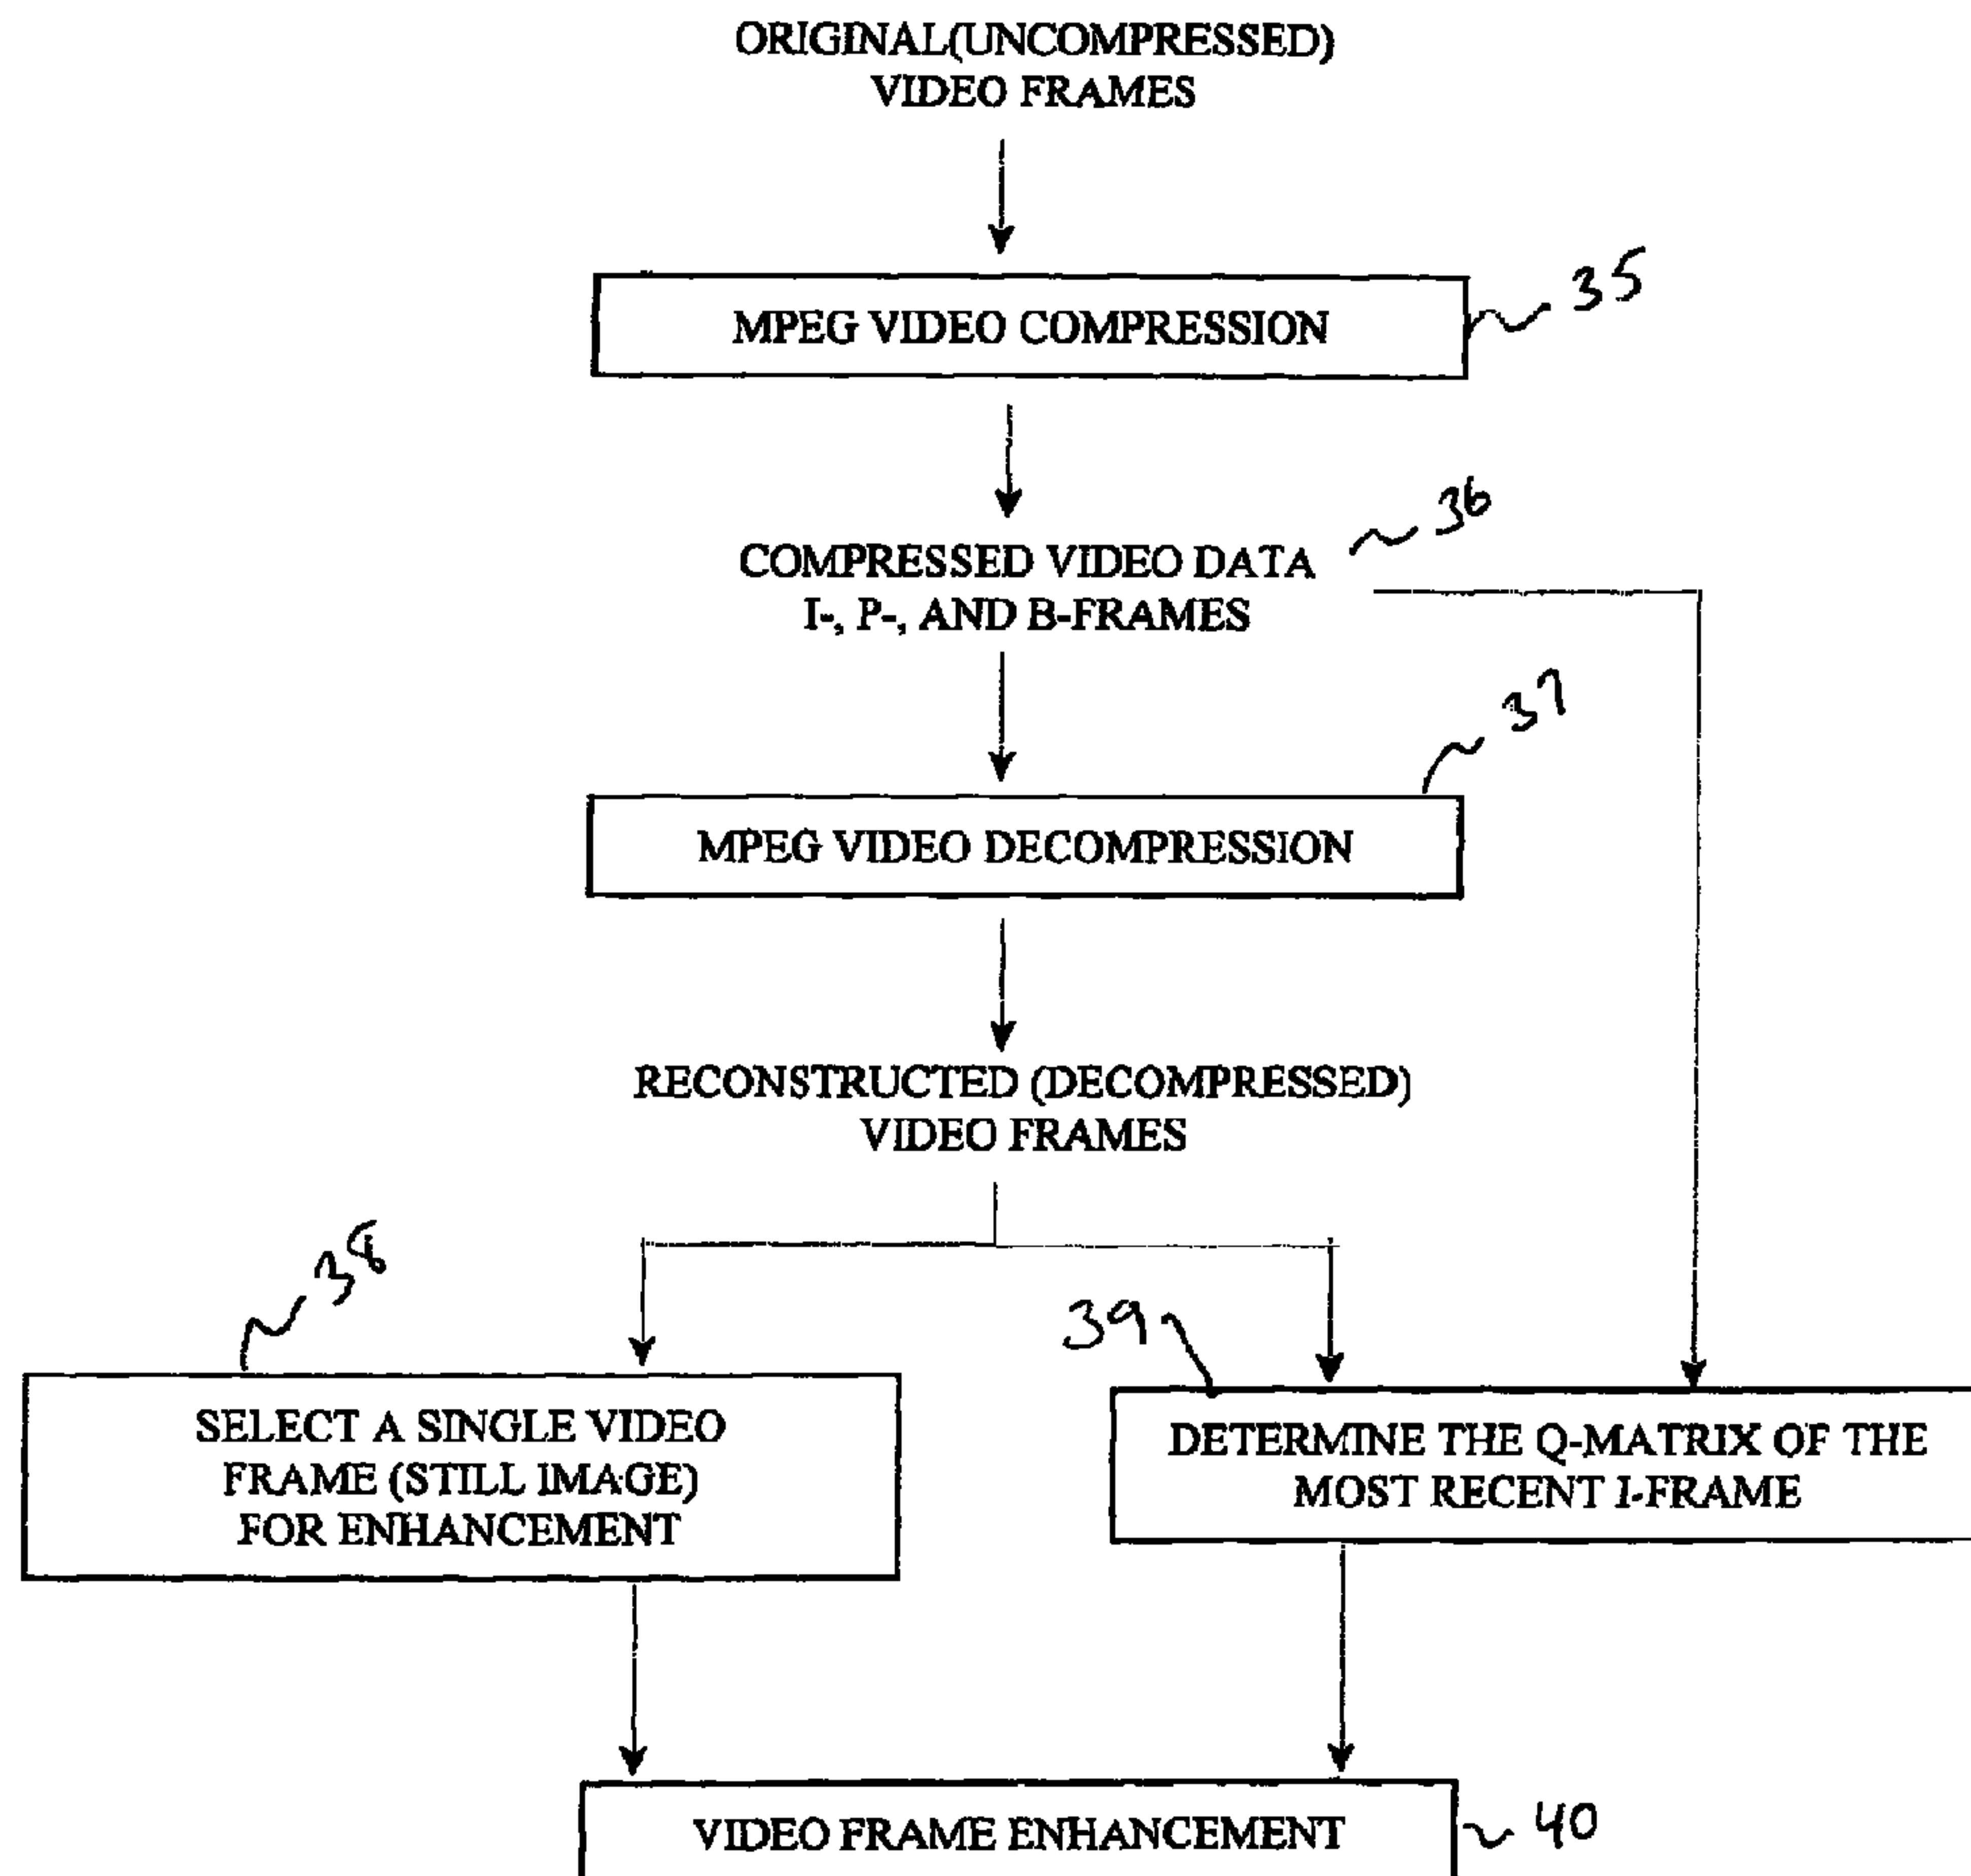 ORIGINAL(UNCOMPRESSED)
VIDEO FRAMES
MPEG VIDEO COMPRESSION
35
36
COMPRESSED VIDEO DATA
I-, P-, AND B-FRAMES
37
MPEG VIDEO DECOMPRESSION
RECONSTRUCTED (DECOMPRESSED)
VIDEO FRAMES
38
39
SELECT A SINGLE VIDEO
FRAME (STILL IMAGE)
FOR ENHANCEMENT
DETERMINE THE Q-MATRIX OF THE
MOST RECENT I-FRAME
VIDEO FRAME ENHANCEMENT
40